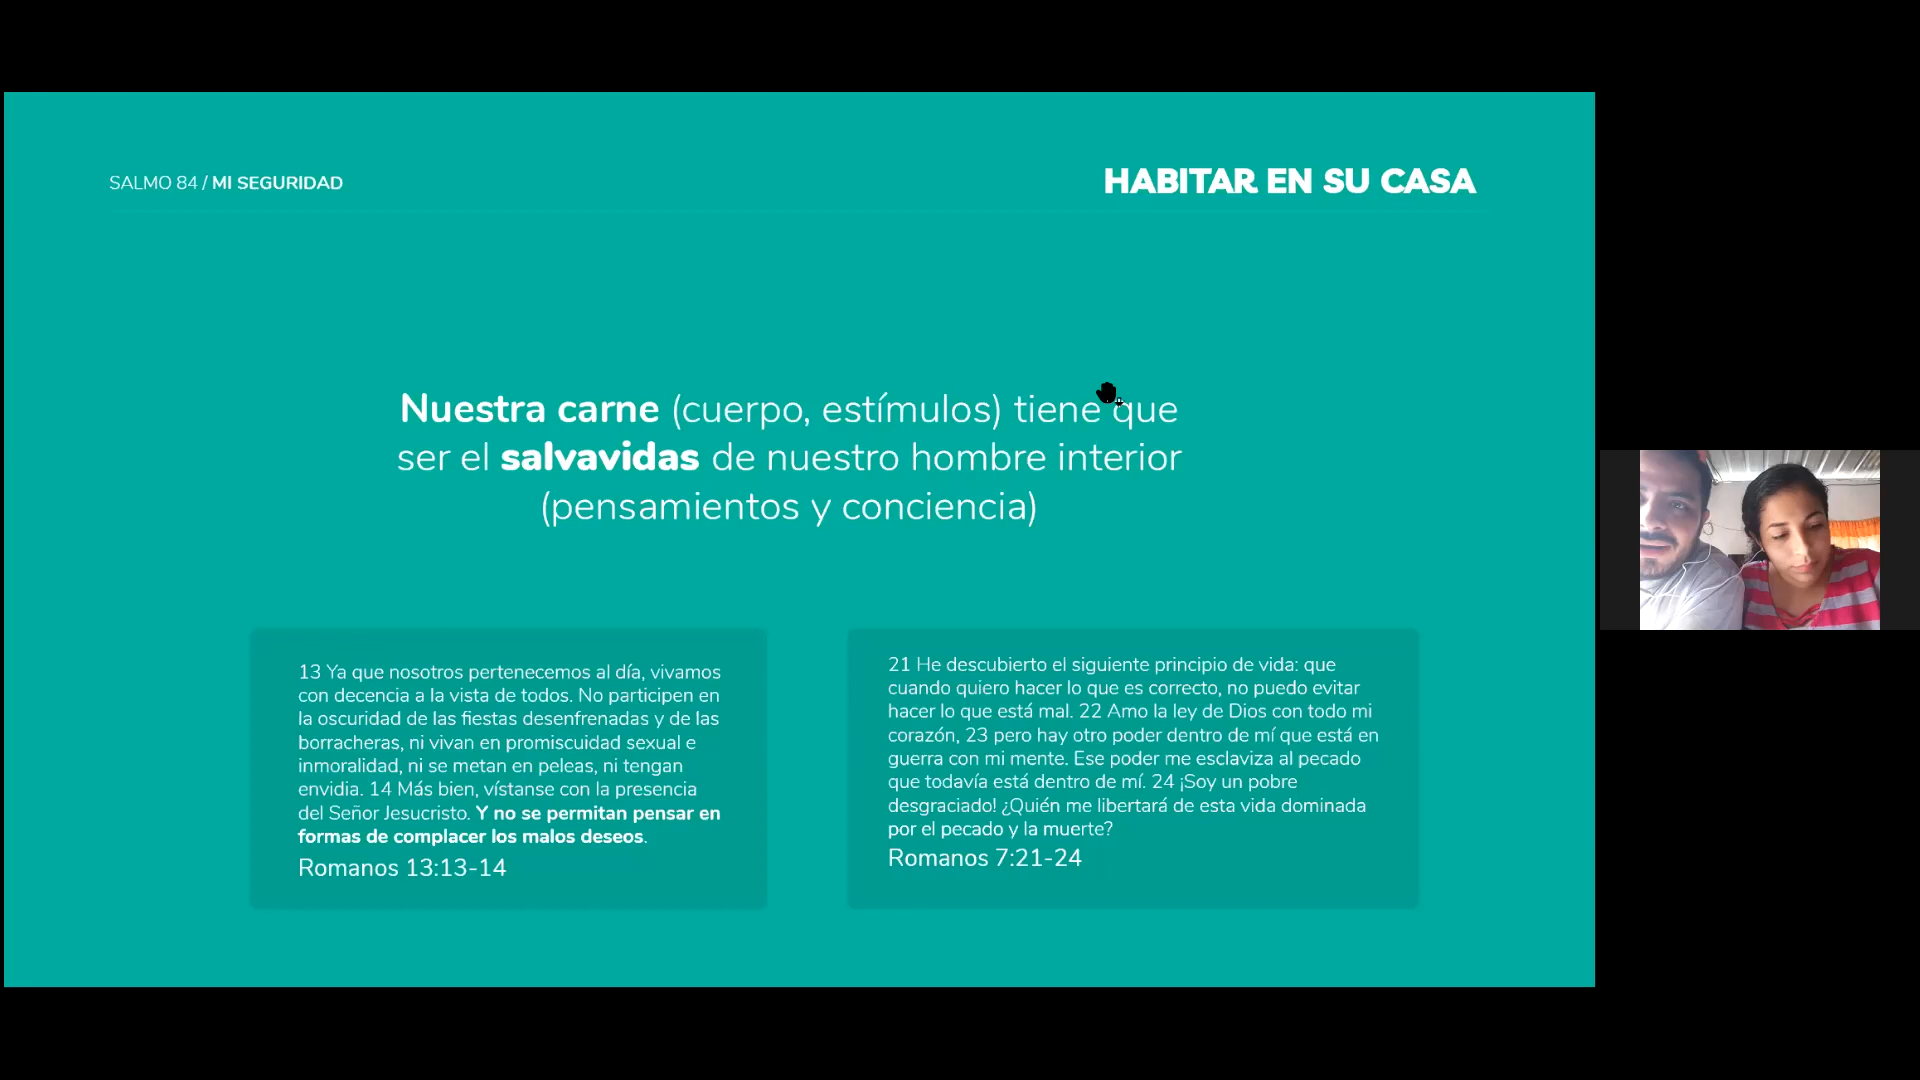 SALMO 84 / MI SEGURIDAD
HABITAR EN SU CASA
Nuestra carne (cuerpo, estímulos) tiene que
ser el salvavidas de nuestro hombre interior
(pensamientos y conciencia)
13 Ya que nosotros pertenecemos al día, vivamos
con decencia a la vista de todos. No participen en
la oscuridad de las fiestas desenfrenadas y de las
borracheras, ni vivan en promiscuidad sexual e
inmoralidad, ni se metan en peleas, ni tengan
envidia. 14 Más bien, vístanse con la presencia
del Señor Jesucristo. Y no se permitan pensar en
formas de complacer los malos deseos.
Romanos 13:13-14
21 He descubierto el siguiente principio de vida: que
cuando quiero hacer lo que es correcto, no puedo evitar
hacer lo que está mal. 22 Amo la ley de Dios con todo mi
corazón, 23 pero hay otro poder dentro de mí que está en
guerra con mi mente. Ese poder me esclaviza al pecado
que todavía está dentro de mí. 24 ¡Soy un pobre
desgraciado! ¿Quién me libertará de esta vida dominada
por el pecado y la muerte?
Romanos 7:21-24